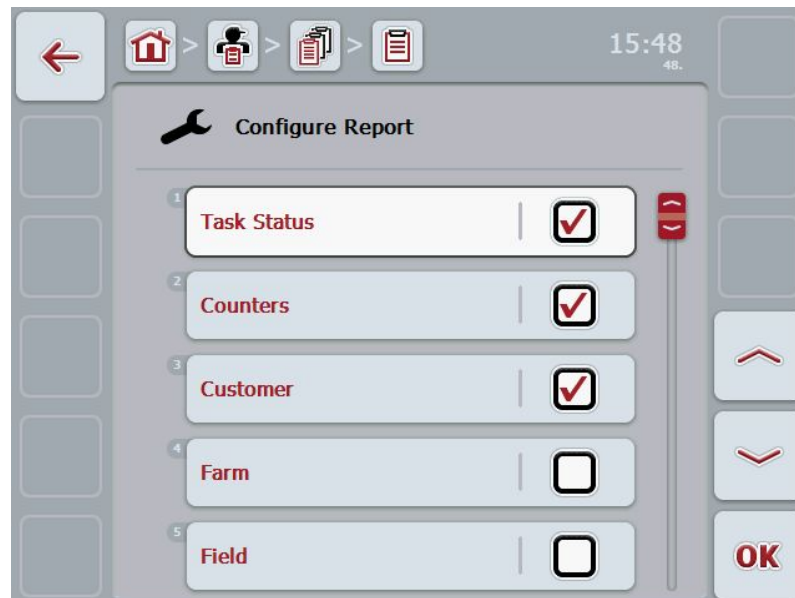 > > >
15:48
48.
Configure Report
1
Task Status
2
Counters
3
Customer
4
Farm
5
Field
OK